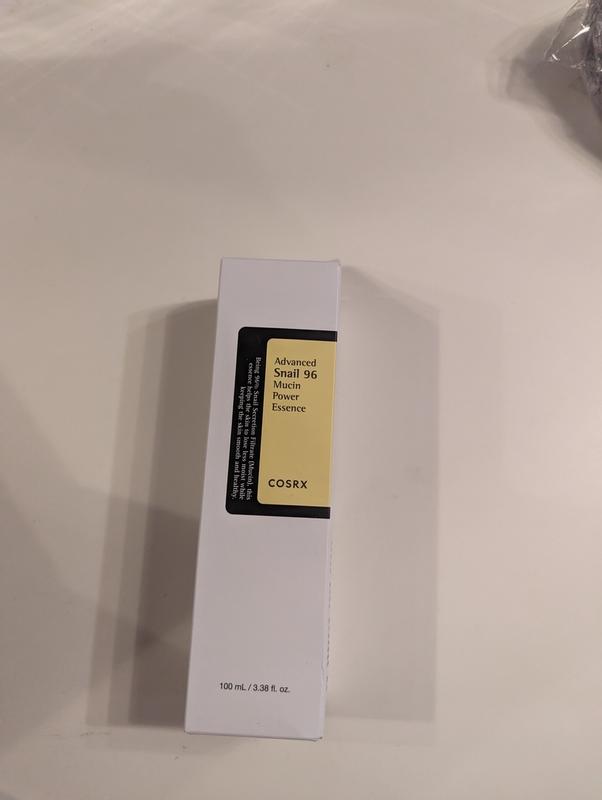 Advanced
Snail 96
Mucin
Power
Essence
COSRX
Being 96% Snail Secretion Filtrate (Mucin), this
essence helps the skin to lose less moist while
keeping the skin smooth and healthy.
100 mL / 3.38 fl. oz.